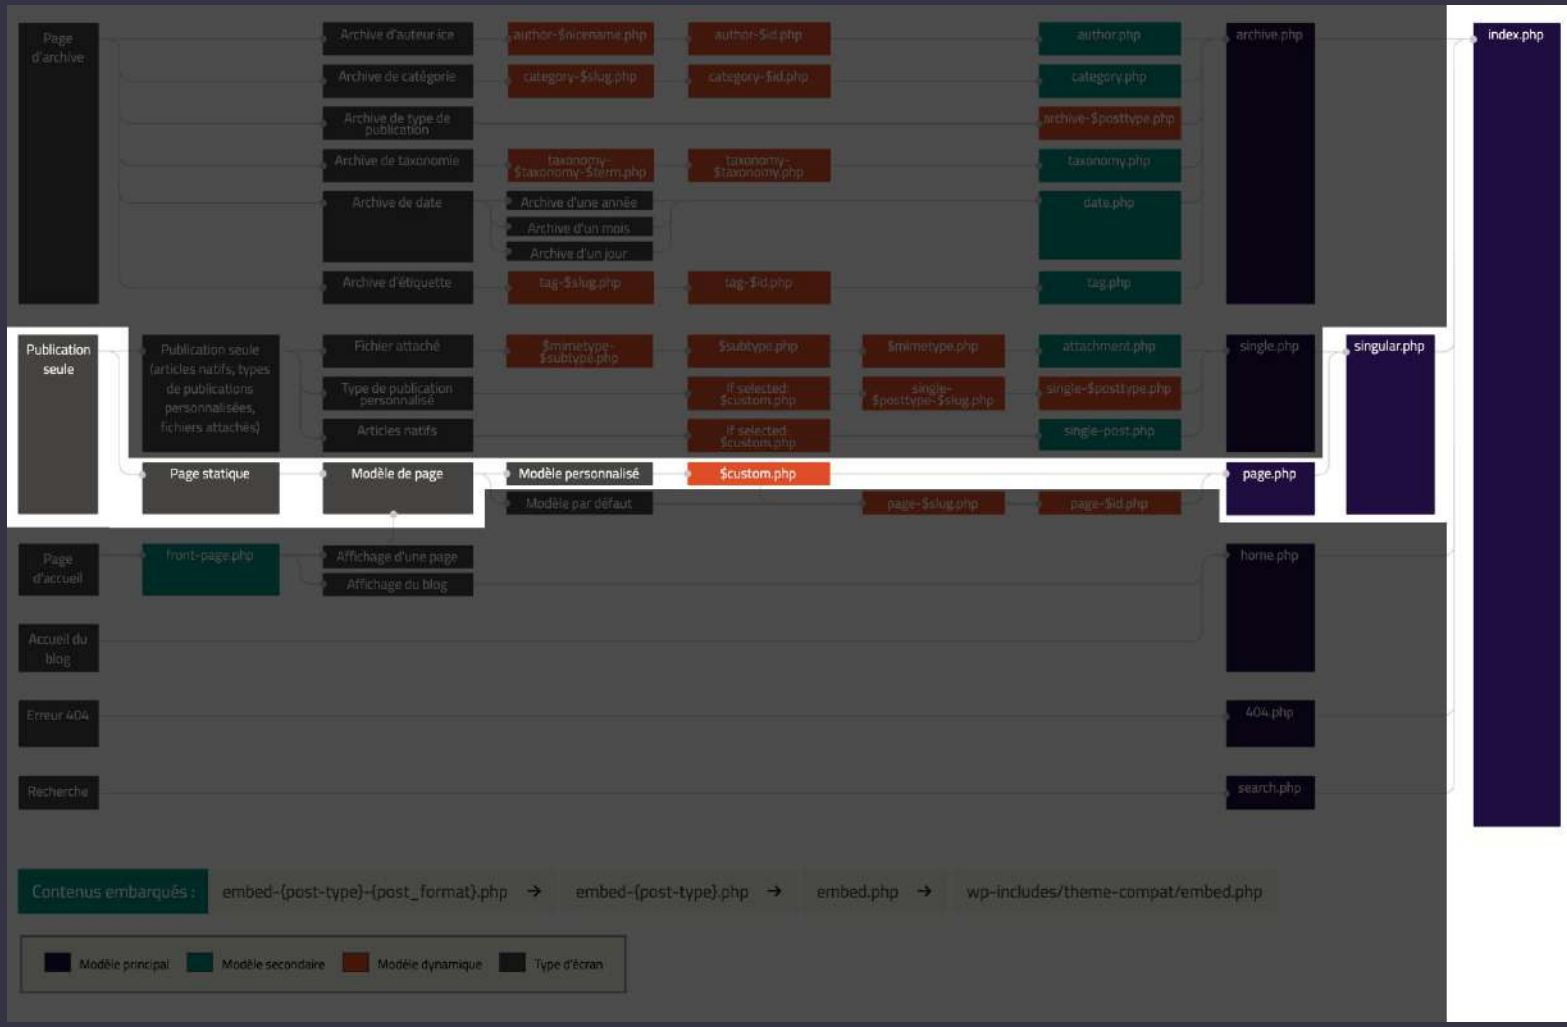 Page
d'archive
Archive d'auteur·ice
author-$nicename.php
author-$id.php
author.php
archive.php
index.php
Archive de catégorie
category-$slug.php
category-$id.php
category.php
Archive de type de
publication
archive-$posttype.php
Archive de taxonomie
taxonomy-
$taxonomy-$term.php
taxonomy-
$taxonomy.php
taxonomy.php
Archive de date
Archive d'une année
Archive d'un mois
Archive d'un jour
date.php
Archive d'étiquette
tag-$slug.php
tag-$id.php
tag.php
Publication
seule
Publication seule
(articles natifs, types
de publications
personnalisées,
fichiers attachés)
Fichier attaché
$mimetype-
$subtype.php
$subtype.php
$mimetype.php
attachment.php
single.php
singular.php
Type de publication
personnalisé
If selected:
$custom.php
single-
$posttype-$slug.php
single-$posttype.php
Articles natifs
If selected:
$custom.php
single-post.php
Page statique
Modèle de page
Modèle personnalisé
$custom.php
page.php
Modèle par défaut
page-$slug.php
page-$id.php
Page
d'accueil
front-page.php
Affichage d'une page
Affichage du blog
home.php
Accueil du
blog
Erreur 404
404.php
Recherche
search.php
Contenus embarqués :
embed-{post-type}-{post_format}.php →
embed-{post-type}.php →
embed.php →
wp-includes/theme-compat/embed.php
Modèle principal
Modèle secondaire
Modèle dynamique
Type d'écran